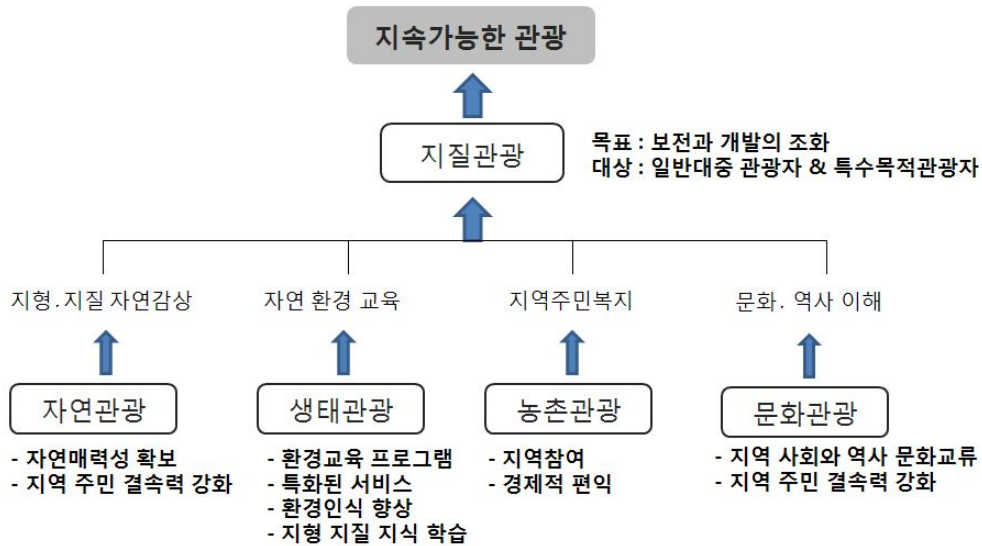 지속가능한 관광
지질관광
목표 : 보전과 개발의 조화
대상 : 일반대중 관광자 & 특수목적관광자
지형.지질 자연감상
자연 환경 교육
지역주민복지
문화. 역사 이해
자연관광
생태관광
농촌관광
문화관광
- 자연매력성 확보
- 지역 주민 결속력 강화
- 환경교육 프로그램
- 특화된 서비스
- 환경인식 향상
- 지형 지질 지식 학습
- 지역참여
- 경제적 편익
- 지역 사회와 역사 문화교류
- 지역 주민 결속력 강화